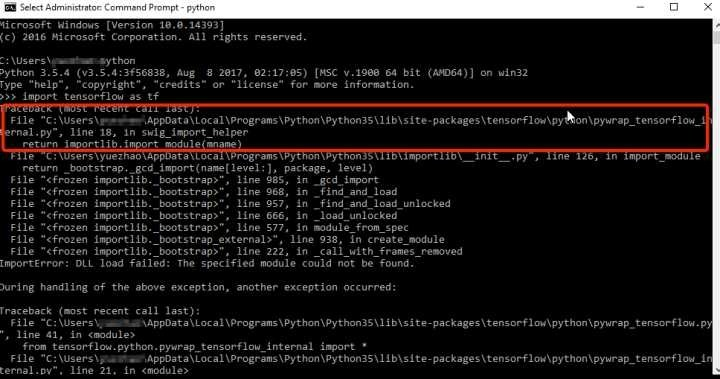 Select Administrator: Command Prompt - python
Microsoft Windows [Version 10.0.14393]
(c) 2016 Microsoft Corporation. All rights reserved.
C:\Users\ ython
Python 3.5.4 (v3.5.4:3f56838, Aug  8 2017, 02:17:05) [MSC v.1900 64 bit (AMD64)] on win32
Type "help", "copyright", "credits" or "license" for more information.
>>> import tensorflow as tf
Traceback (most recent call last):
  File "C:\Users\ \AppData\Local\Programs\Python\Python35\lib\site-packages\tensorflow\python\pywrap_tensorflow_in
ternal.py", line 18, in swig_import_helper
    return importlib.import_module(mname)
  File "C:\Users\yuezhao\AppData\Local\Programs\Python\Python35\lib\importlib\__init__.py", line 126, in import_module
    return _bootstrap._gcd_import(name[level:], package, level)
  File "<frozen importlib._bootstrap>", line 985, in _gcd_import
  File "<frozen importlib._bootstrap>", line 968, in _find_and_load
  File "<frozen importlib._bootstrap>", line 957, in _find_and_load_unlocked
  File "<frozen importlib._bootstrap>", line 666, in _load_unlocked
  File "<frozen importlib._bootstrap>", line 577, in module_from_spec
  File "<frozen importlib._bootstrap_external>", line 938, in create_module
  File "<frozen importlib._bootstrap>", line 222, in _call_with_frames_removed
ImportError: DLL load failed: The specified module could not be found.
During handling of the above exception, another exception occurred:
Traceback (most recent call last):
  File "C:\Users\ \AppData\Local\Programs\Python\Python35\lib\site-packages\tensorflow\python\pywrap_tensorflow.py
", line 41, in <module>
    from tensorflow.python.pywrap_tensorflow_internal import *
  File "C:\Users\ \AppData\Local\Programs\Python\Python35\lib\site-packages\tensorflow\python\pywrap_tensorflow_in
ternal.py", line 21, in <module>